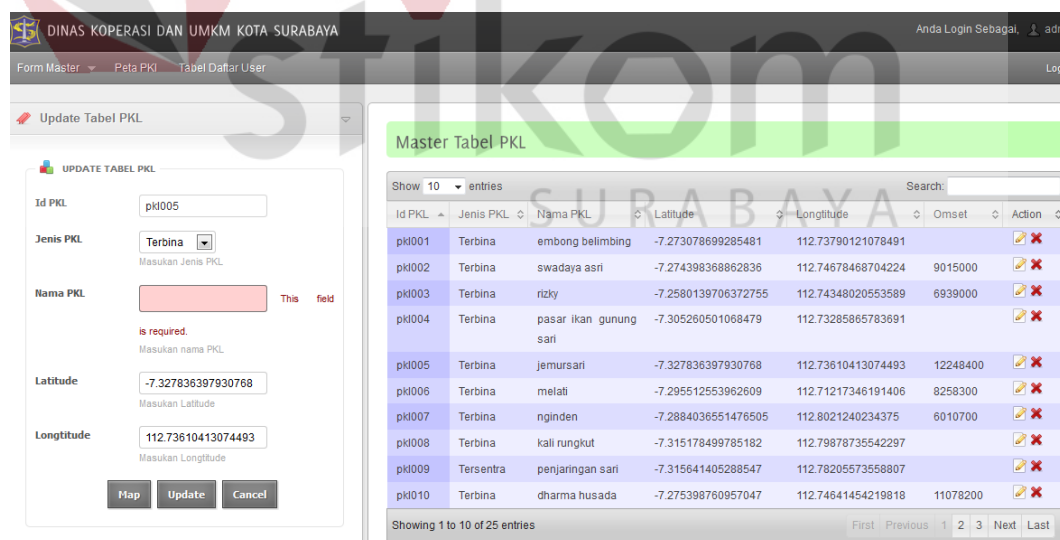 DINAS KOPERASI DAN UMKM KOTA SURABAYA
Anda Login Sebagai,
Form Master Peta PKl Tabel Daftar User
stikom
SURABAYA
Update Tabel PKL
UPDATE TABEL PKL
Id PKL pkl005
Jenis PKL Terbina
Masukan Jenis PKL
Nama PKL This field
is required.
Masukan nama PKL
Latitude -7.327836397930768
Masukan Latitude
Longtitude 112.73610413074493
Masukan Longtitude
Map Update Cancel
Master Tabel PKL
Show 10 entries Search:
Id PKL Jenis PKL Nama PKL Latitude Longtitude Omset Action
pkl001 Terbina embong belimbing -7.273078699285481 112.73790121078491
pkl002 Terbina swadaya asri -7.274398368862836 112.74678468704224 9015000
pkl003 Terbina rizky -7.2580139706372755 112.74348020553589 6939000
pkl004 Terbina pasar ikan gunung -7.305260501068479 112.73285865783691
sari
pkl005 Terbina jemursari -7.327836397930768 112.73610413074493 12248400
pkl006 Terbina melati -7.295512553962609 112.71217346191406 8258300
pkl007 Terbina nginden -7.2884036551476505 112.8021240234375 6010700
pkl008 Terbina kali rungkut -7.315178499785182 112.79878735542297
pkl009 Tersentra penjaringan sari -7.315641405288547 112.78205573558807
pkl010 Terbina dharma husada -7.275398760957047 112.74641454219818 11078200
Showing 1 to 10 of 25 entries First Previous 1 2 3 Next Last